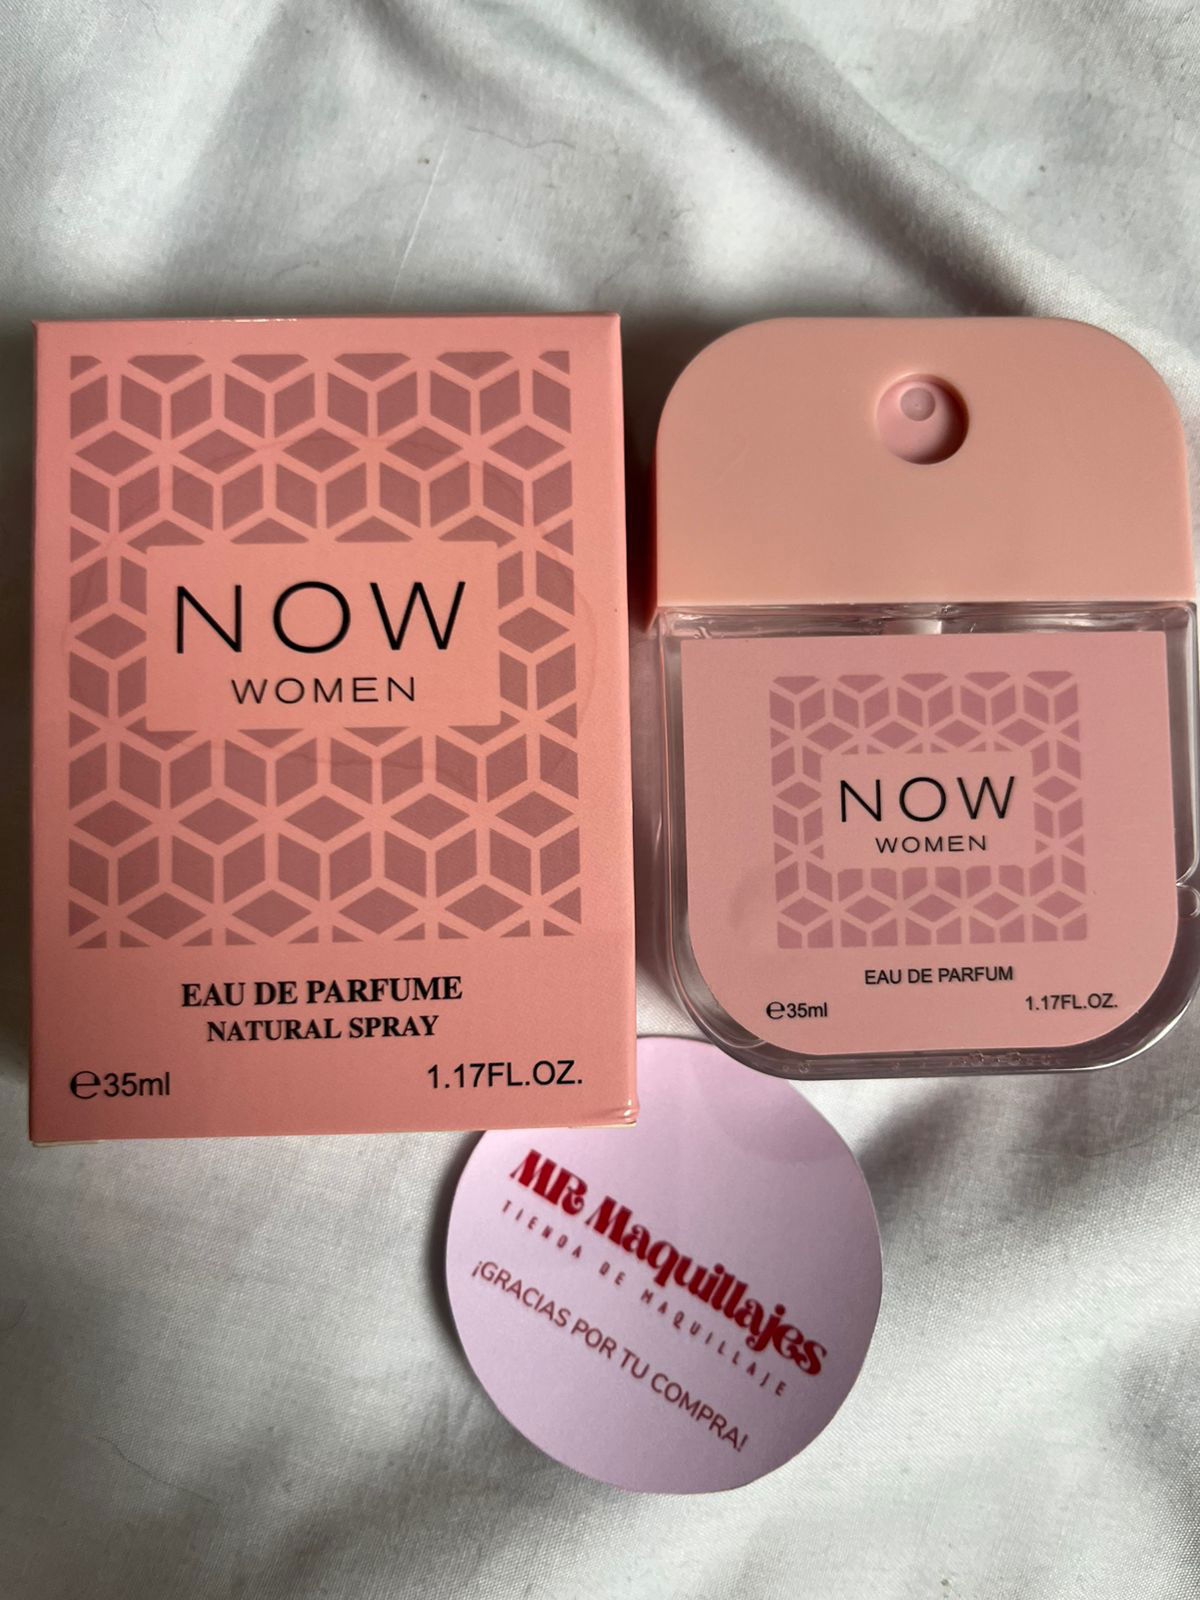 NOW
WOMEN
EAU DE PARFUME
NATURAL SPRAY
℮35ml
1.17FL.OZ.
NOW
WOMEN
EAU DE PARFUM
℮35ml
1.17FL.OZ.
MR Maquillajes
TIENDA DE MAQUILLAJE
¡GRACIAS POR TU COMPRA!